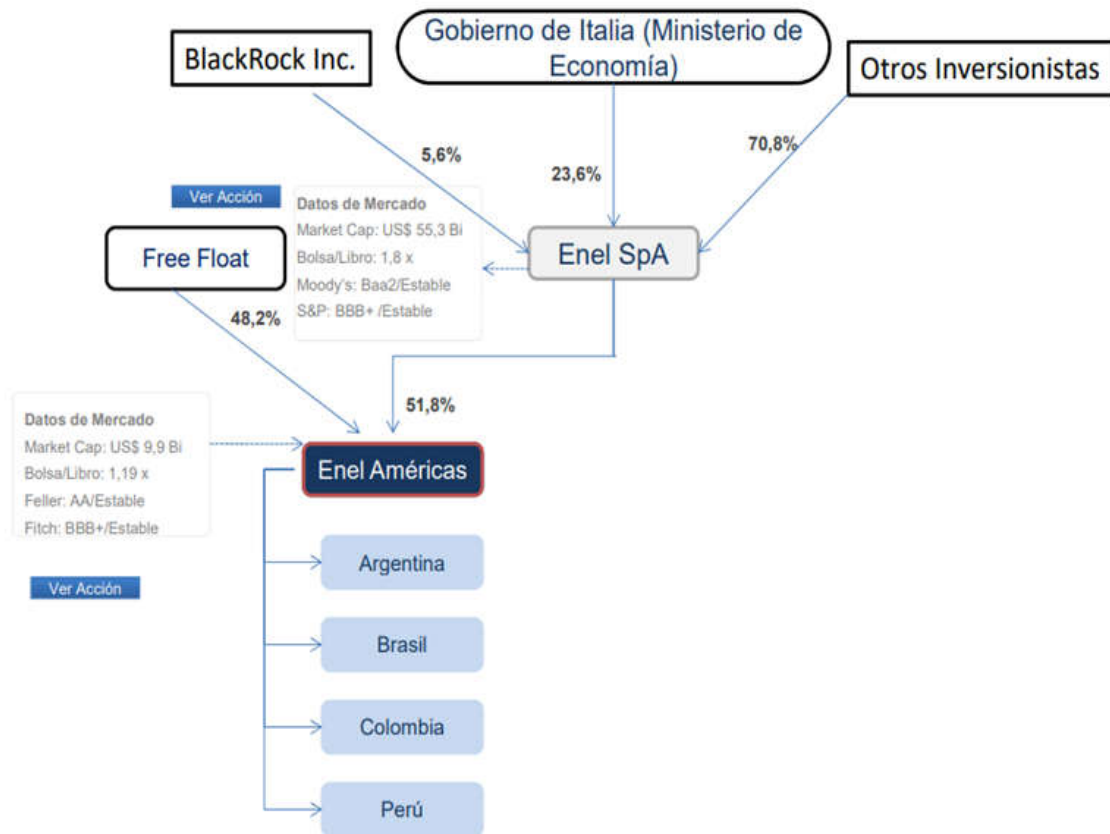 BlackRock Inc.
Gobierno de Italia (Ministerio de
Economía)
Otros Inversionistas
5,6%
23,6%
70,8%
Ver Acción
Datos de Mercado
Market Cap: US$ 55,3 Bi
Bolsa/Libro: 1,8 x
Moody's: Baa2/Estable
S&P: BBB+ /Estable
Free Float
Enel SpA
48,2%
51,8%
Datos de Mercado
Market Cap: US$ 9,9 Bi
Bolsa/Libro: 1,19 x
Feller: AA/Estable
Fitch: BBB+/Estable
Ver Acción
Enel Américas
Argentina
Brasil
Colombia
Perú